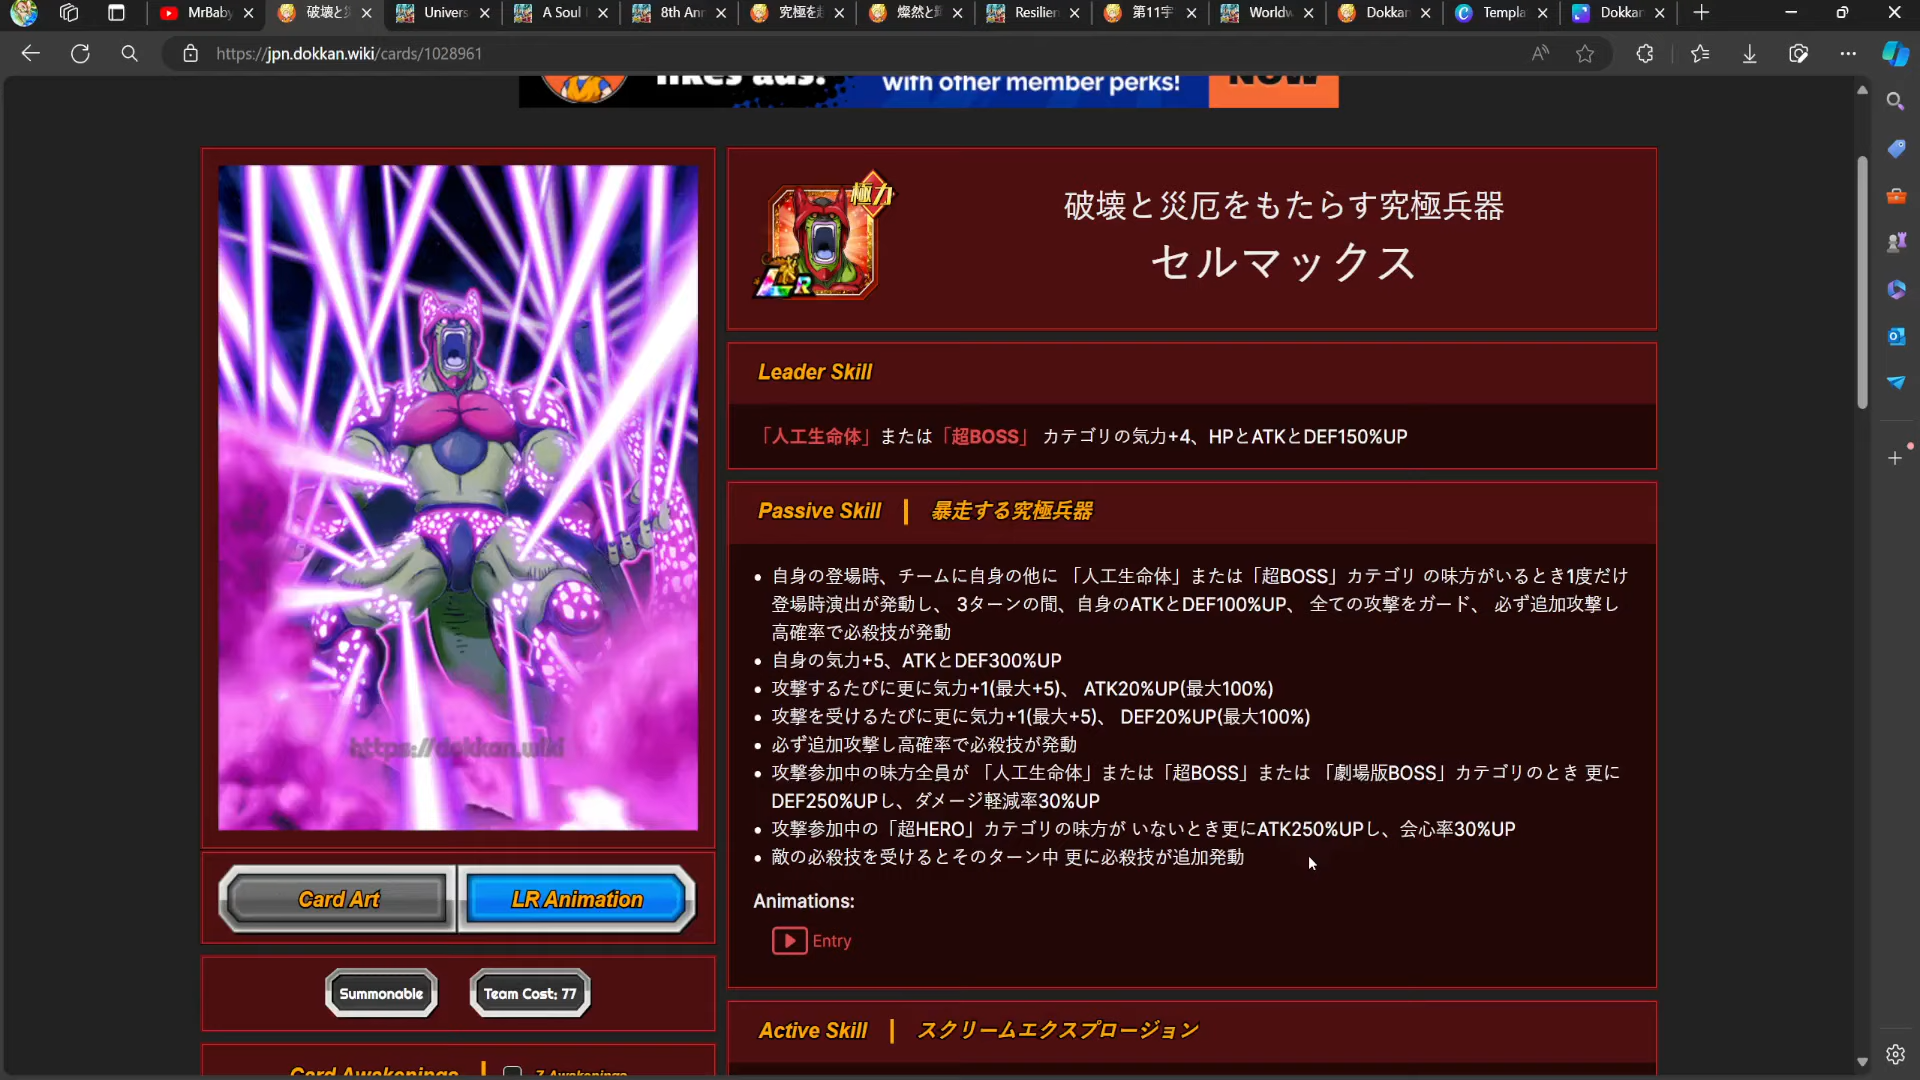 MrBaby
破壊と災
Univers
A Soul
8th Ann
究極を超
燦然と輝
Resilien
第11宇
Worldw
Dokkan
Templa
Dokkan
https://jpn.dokkan.wiki/cards/1028961
likes ads!
with other member perks!
NOW
極力
LR
破壊と災厄をもたらす究極兵器
セルマックス
Leader Skill
「人工生命体」または「超BOSS」 カテゴリの気力+4、HPとATKとDEF150%UP
Passive Skill | 暴走する究極兵器
• 自身の登場時、チームに自身の他に 「人工生命体」または「超BOSS」カテゴリ の味方がいるとき1度だけ
登場時演出が発動し、 3ターンの間、自身のATKとDEF100%UP、 全ての攻撃をガード、 必ず追加攻撃し
高確率で必殺技が発動
• 自身の気力+5、ATKとDEF300%UP
• 攻撃するたびに更に気力+1(最大+5)、 ATK20%UP(最大100%)
• 攻撃を受けるたびに更に気力+1(最大+5)、 DEF20%UP(最大100%)
• 必ず追加攻撃し高確率で必殺技が発動
• 攻撃参加中の味方全員が 「人工生命体」または「超BOSS」または 「劇場版BOSS」カテゴリのとき 更に
DEF250%UPし、ダメージ軽減率30%UP
• 攻撃参加中の「超HERO」カテゴリの味方が いないとき更にATK250%UPし、会心率30%UP
• 敵の必殺技を受けるとそのターン中 更に必殺技が追加発動
Animations:
Entry
https://dokkan.wiki
Card Art
LR Animation
Summonable
Team Cost: 77
Active Skill | スクリームエクスプロージョン
Card Awakenings | Z Awakenings